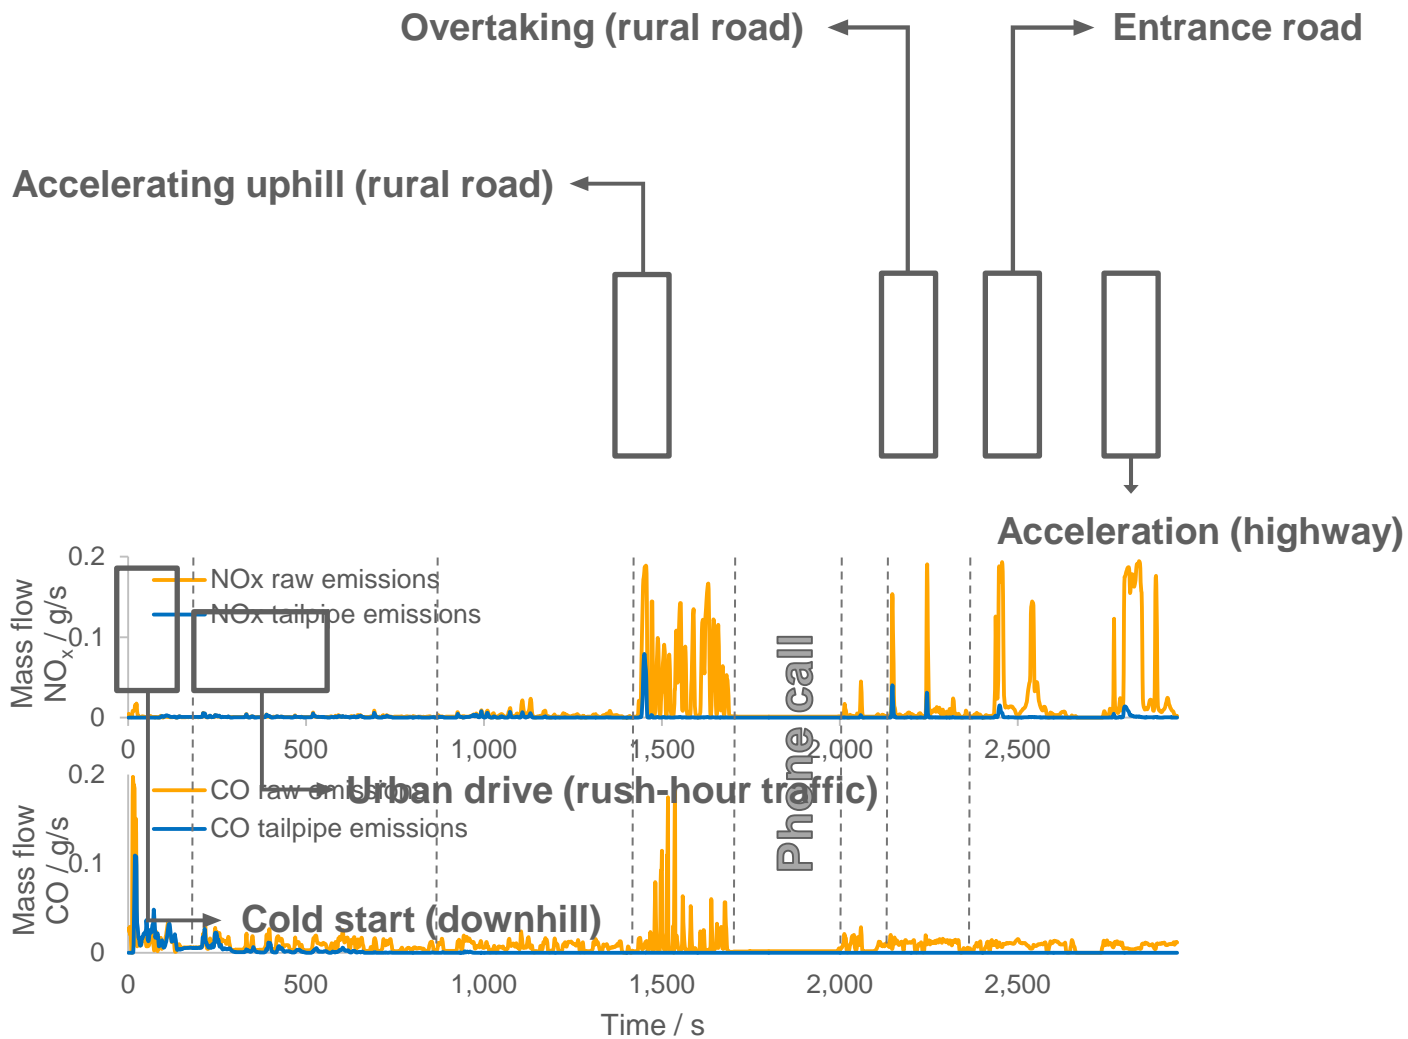 Overtaking (rural road)
Entrance road
Accelerating uphill (rural road)
Acceleration (highway)
Mass flow
NOx / g/s
0.2
0.1
0
NOx raw emissions
NOx tailpipe emissions
0
500
1,000
1,500
2,000
2,500
Phone call
Urban drive (rush-hour traffic)
Mass flow
CO / g/s
0.2
0.1
0
CO raw emissions
CO tailpipe emissions
Cold start (downhill)
0
500
1,000
1,500
2,000
2,500
Time / s